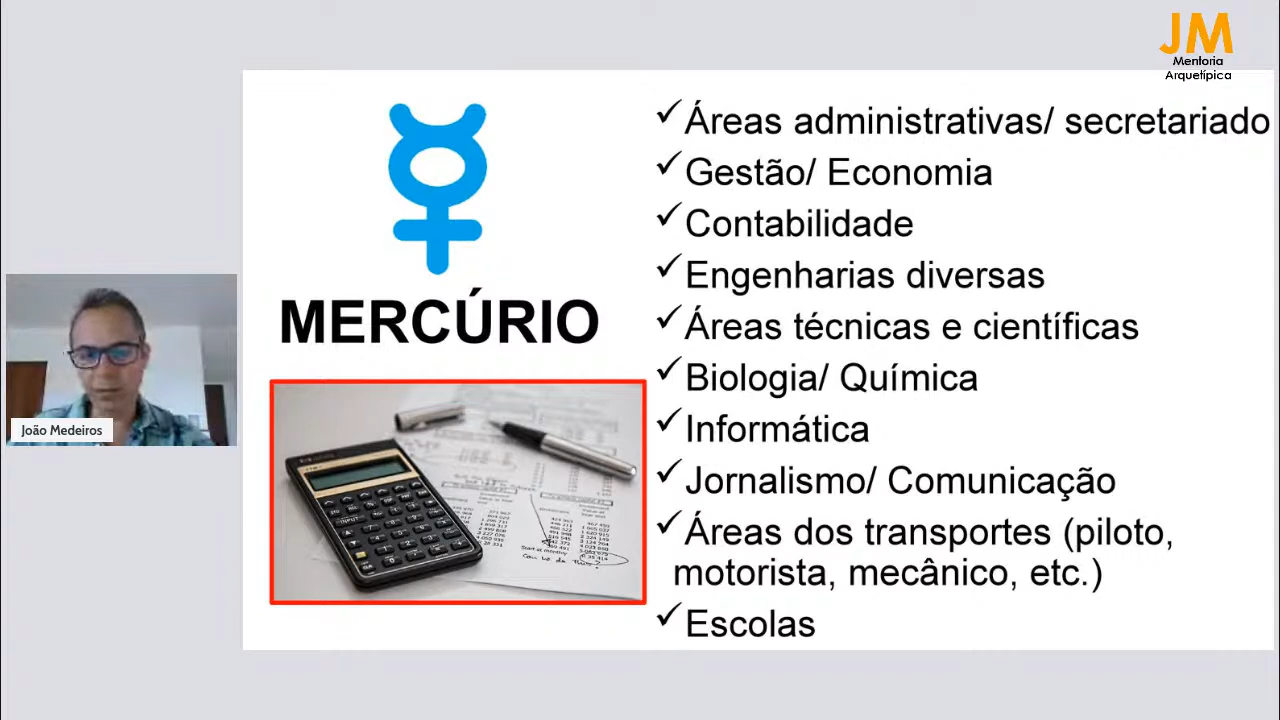 JM
Mentoria
Arquetípica
MERCÚRIO
Áreas administrativas/ secretariado
Gestão/ Economia
Contabilidade
Engenharias diversas
Áreas técnicas e científicas
Biologia/ Química
Informática
Jornalismo/ Comunicação
Áreas dos transportes (piloto,
motorista, mecânico, etc.)
Escolas
João Medeiros
INPUT